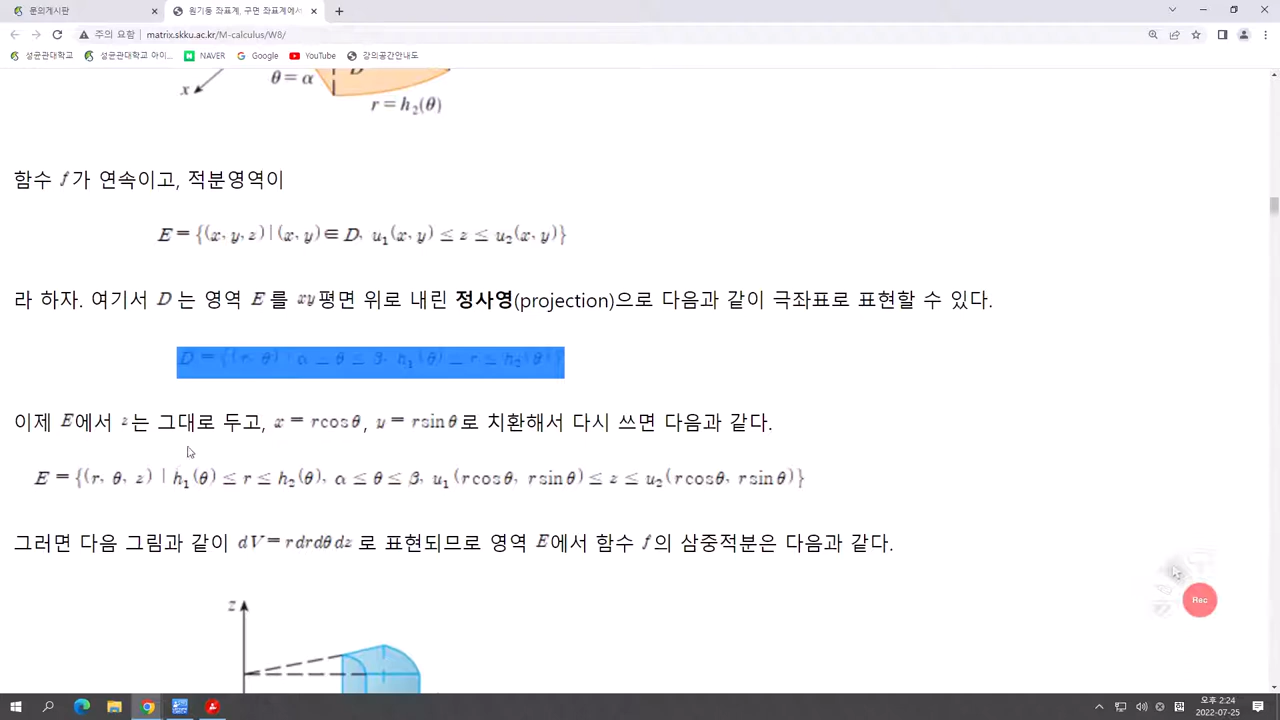 문의게시판
원기둥 좌표계, 구면 좌표계에서
주의 요함 matrix.skku.ac.kr/M-calculus/W8/
성균관대학교 성균관대학교 아이... NAVER Google YouTube 강의공간안내도
θ = α
D
x
r = h₂(θ)
함수 f가 연속이고, 적분영역이
E = {(x, y, z) | (x, y) ∈ D, u₁(x, y) ≤ z ≤ u₂(x, y)}
라 하자. 여기서 D 는 영역 E 를 xy평면 위로 내린 정사영(projection)으로 다음과 같이 극좌표로 표현할 수 있다.
D = {(r, θ) | α ≤ θ ≤ β, h₁(θ) ≤ r ≤ h₂(θ)}
이제 E에서 z는 그대로 두고, x = rcosθ, y = rsinθ로 치환해서 다시 쓰면 다음과 같다.
E = {(r, θ, z) | h₁(θ) ≤ r ≤ h₂(θ), α ≤ θ ≤ β, u₁(rcosθ, rsinθ) ≤ z ≤ u₂(rcosθ, rsinθ)}
그러면 다음 그림과 같이 dV = rdrdθdz 로 표현되므로 영역 E에서 함수 f의 삼중적분은 다음과 같다.
Rec
z
오후 2:24
2022-07-25